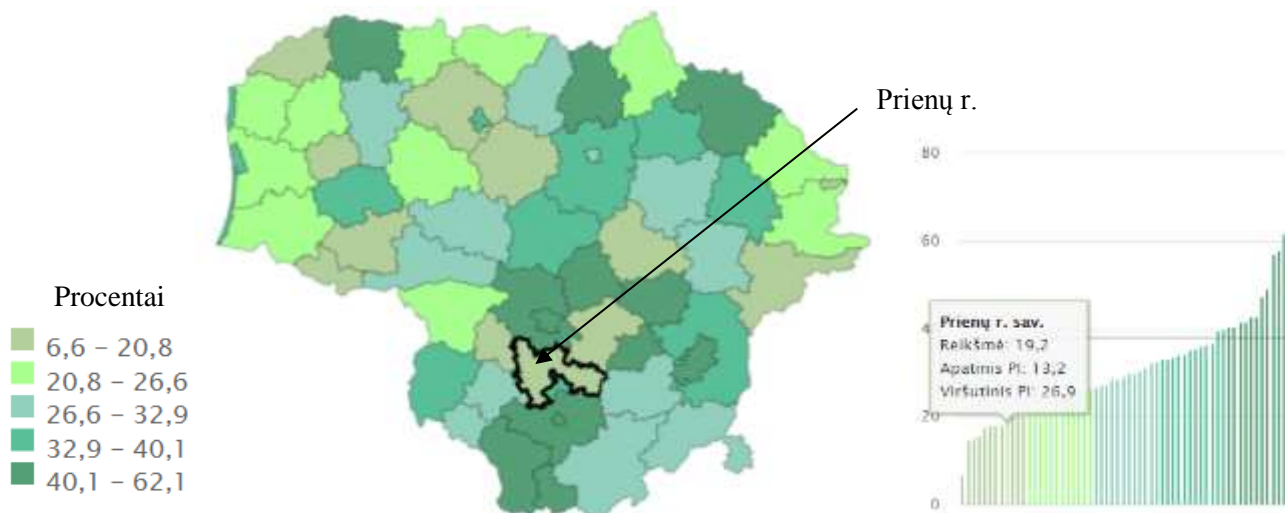 Prienų r.
Procentai
6,6 – 20,8
20,8 – 26,6
26,6 – 32,9
32,9 – 40,1
40,1 – 62,1
80
60
40
20
0
Prienų r. sav.
Reikšmė: 19,2
Apatinis PI: 13,2
Viršutinis PI: 26,9